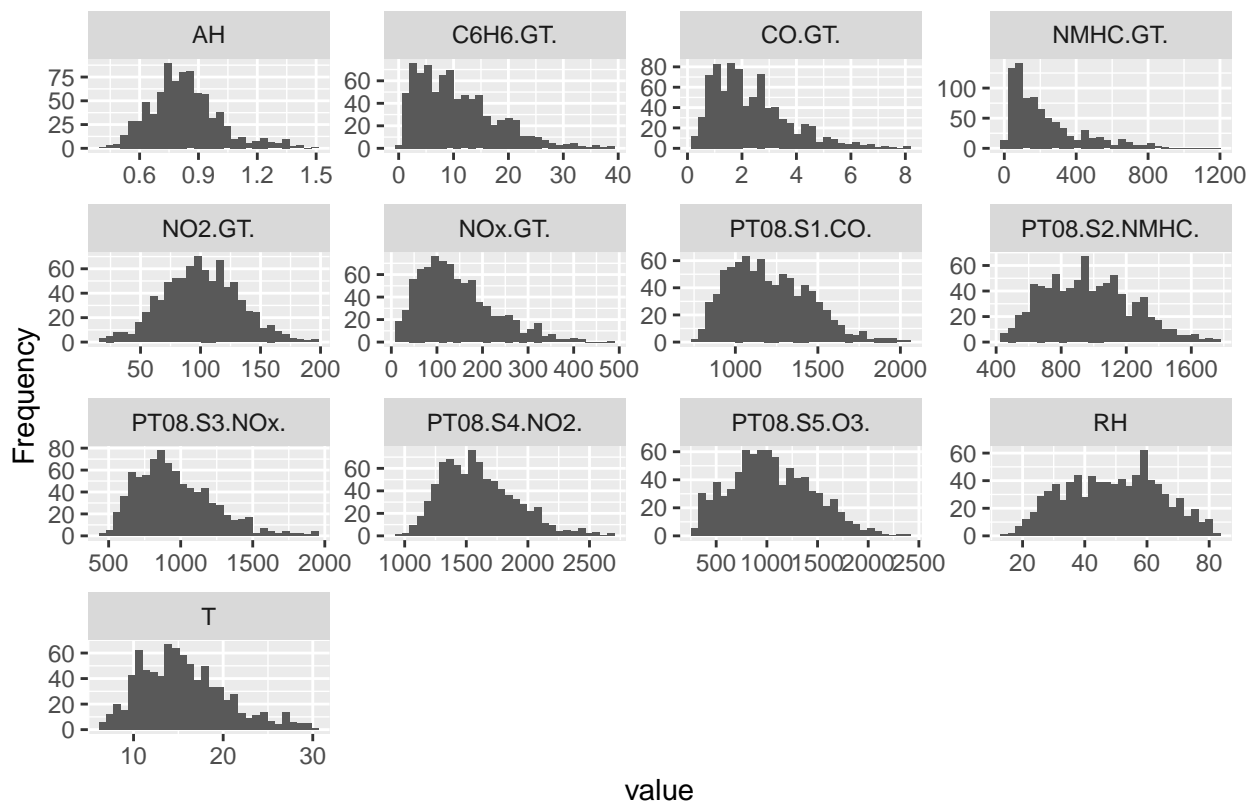 AH C6H6.GT. CO.GT. NMHC.GT.
75
50
25
0
60
40
20
0
80
60
40
20
0
100
50
0
0.6 0.9 1.2 1.5
0 10 20 30 40
0 2 4 6 8
0 400 800 1200
NO2.GT. NOx.GT. PT08.S1.CO. PT08.S2.NMHC.
60
40
20
0
60
40
20
0
60
40
20
0
60
40
20
0
50 100 150 200
0 100 200 300 400 500
1000 1500 2000
400 800 1200 1600
PT08.S3.NOx. PT08.S4.NO2. PT08.S5.O3. RH
80
60
40
20
0
60
40
20
0
60
40
20
0
60
40
20
0
500 1000 1500 2000
1000 1500 2000 2500
500 1000 1500 2000 2500
20 40 60 80
T
60
40
20
0
10 20 30
Frequency
value